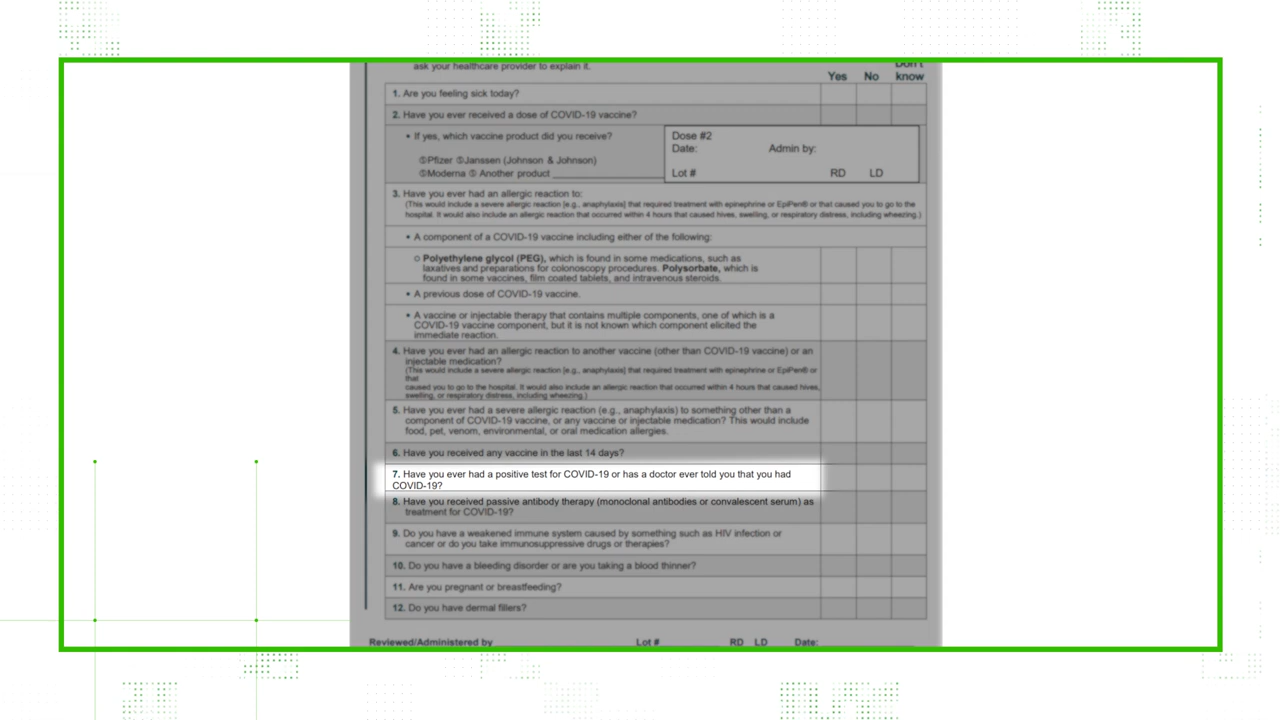 ask your healthcare provider to explain it.
Don't
Yes No know
1. Are you feeling sick today?
2. Have you ever received a dose of COVID-19 vaccine?
• If yes, which vaccine product did you receive?
①Pfizer ①Janssen (Johnson & Johnson)
①Moderna ① Another product
Dose #2
Date: Admin by:
Lot # RD LD
3. Have you ever had an allergic reaction to:
(This would include a severe allergic reaction [e.g., anaphylaxis] that required treatment with epinephrine or EpiPen® or that caused you to go to the
hospital. It would also include an allergic reaction that occurred within 4 hours that caused hives, swelling, or respiratory distress, including wheezing.)
• A component of a COVID-19 vaccine including either of the following:
○ Polyethylene glycol (PEG), which is found in some medications, such as
laxatives and preparations for colonoscopy procedures. Polysorbate, which is
found in some vaccines, film coated tablets, and intravenous steroids.
• A previous dose of COVID-19 vaccine.
• A vaccine or injectable therapy that contains multiple components, one of which is a
COVID-19 vaccine component, but it is not known which component elicited the
immediate reaction.
4. Have you ever had an allergic reaction to another vaccine (other than COVID-19 vaccine) or an
injectable medication?
(This would include a severe allergic reaction [e.g., anaphylaxis] that required treatment with epinephrine or EpiPen® or
that
caused you to go to the hospital. It would also include an allergic reaction that occurred within 4 hours that caused hives,
swelling, or respiratory distress, including wheezing.)
5. Have you ever had a severe allergic reaction (e.g., anaphylaxis) to something other than a
component of COVID-19 vaccine, or any vaccine or injectable medication? This would include
food, pet, venom, environmental, or oral medication allergies.
6. Have you received any vaccine in the last 14 days?
7. Have you ever had a positive test for COVID-19 or has a doctor ever told you that you had
COVID-19?
8. Have you received passive antibody therapy (monoclonal antibodies or convalescent serum) as
treatment for COVID-19?
9. Do you have a weakened immune system caused by something such as HIV infection or
cancer or do you take immunosuppressive drugs or therapies?
10. Do you have a bleeding disorder or are you taking a blood thinner?
11. Are you pregnant or breastfeeding?
12. Do you have dermal fillers?
Reviewed/Administered by Lot # RD LD Date: